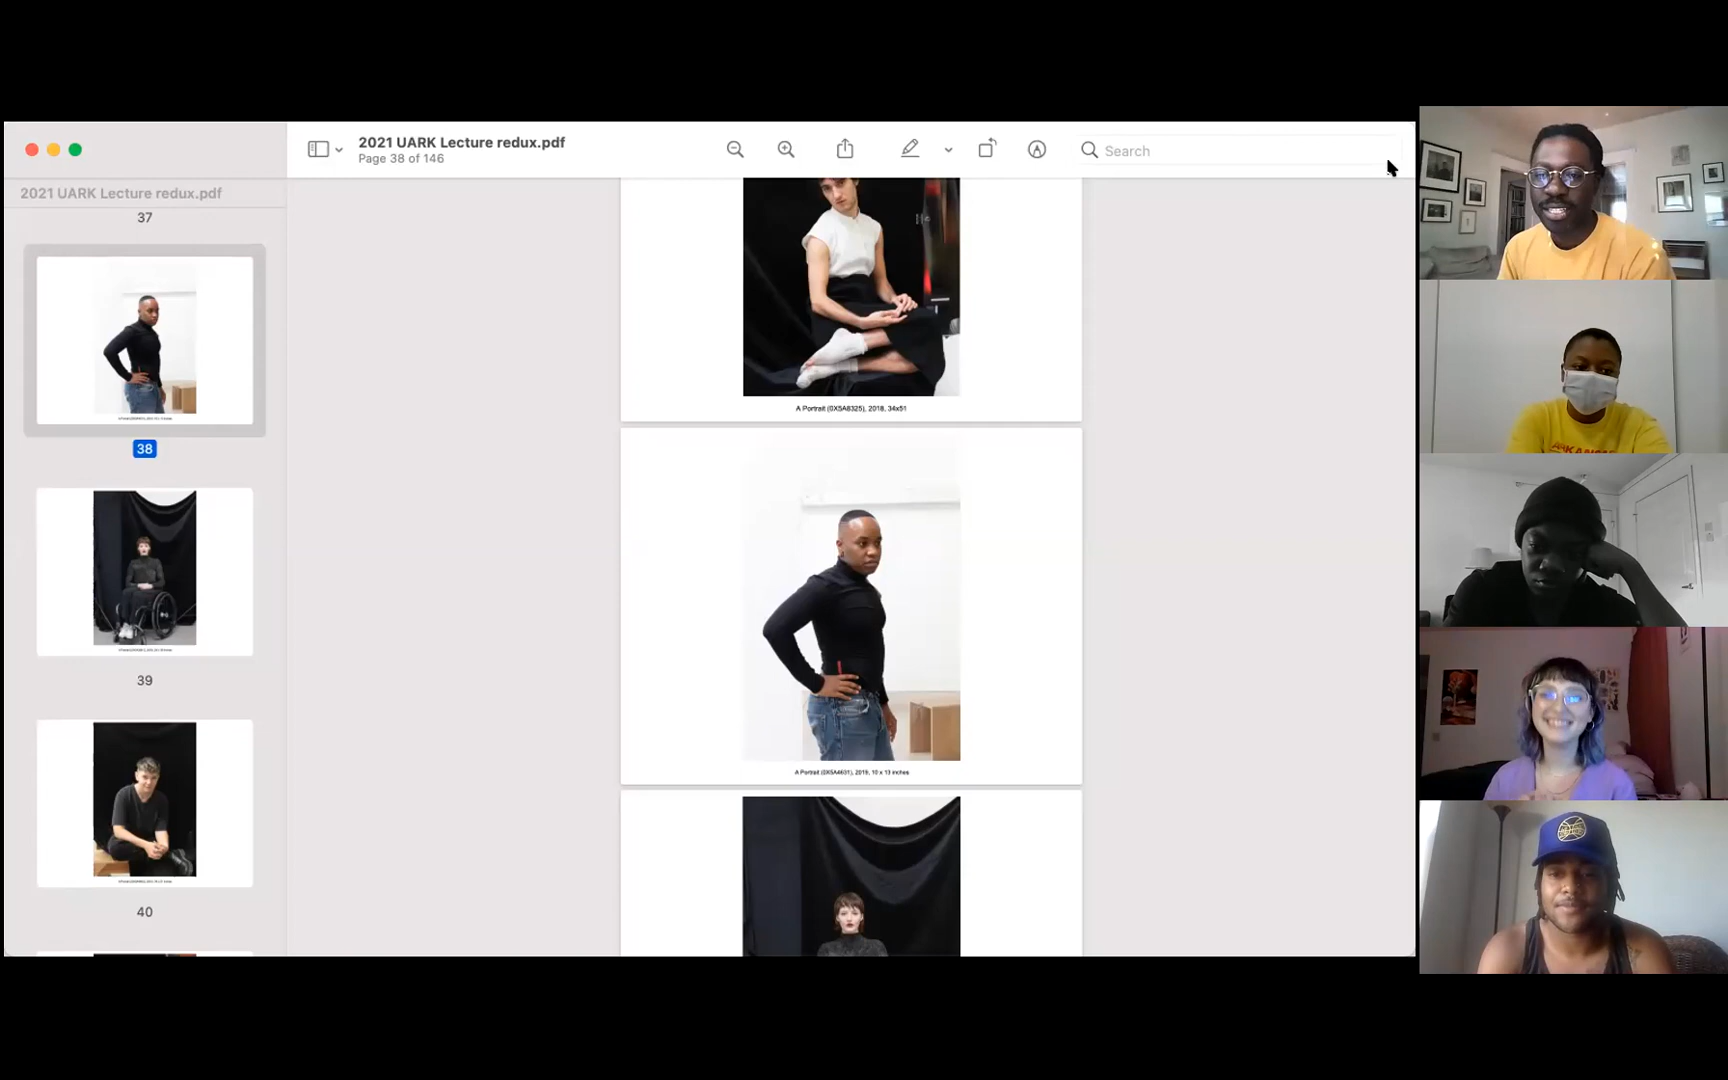 2021 UARK Lecture redux.pdf
Page 38 of 146
Search
2021 UARK Lecture redux.pdf
37
38
39
40
A Portrait (0X5A8325), 2018, 34x51
A Portrait (0X5A4631), 2019, 10 x 13 inches